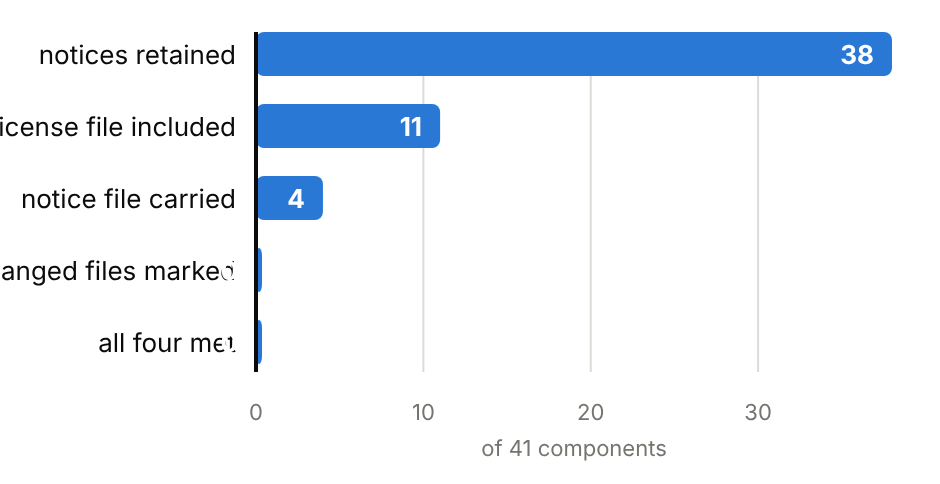 notices retained
38
icense file included
11
notice file carried
4
anged files marked
all four met
0 10 20 30
of 41 components